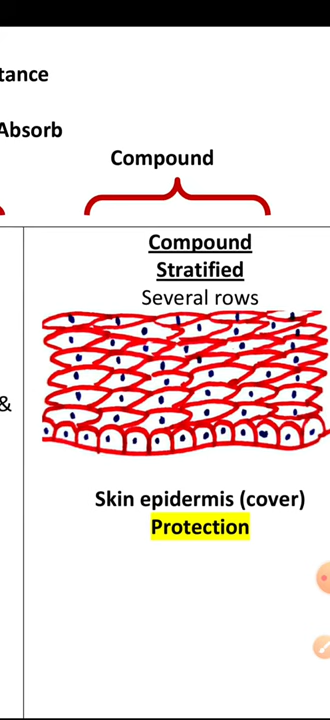 tance
Absorb
Compound
Compound
Stratified
Several rows
&
Skin epidermis (cover)
Protection